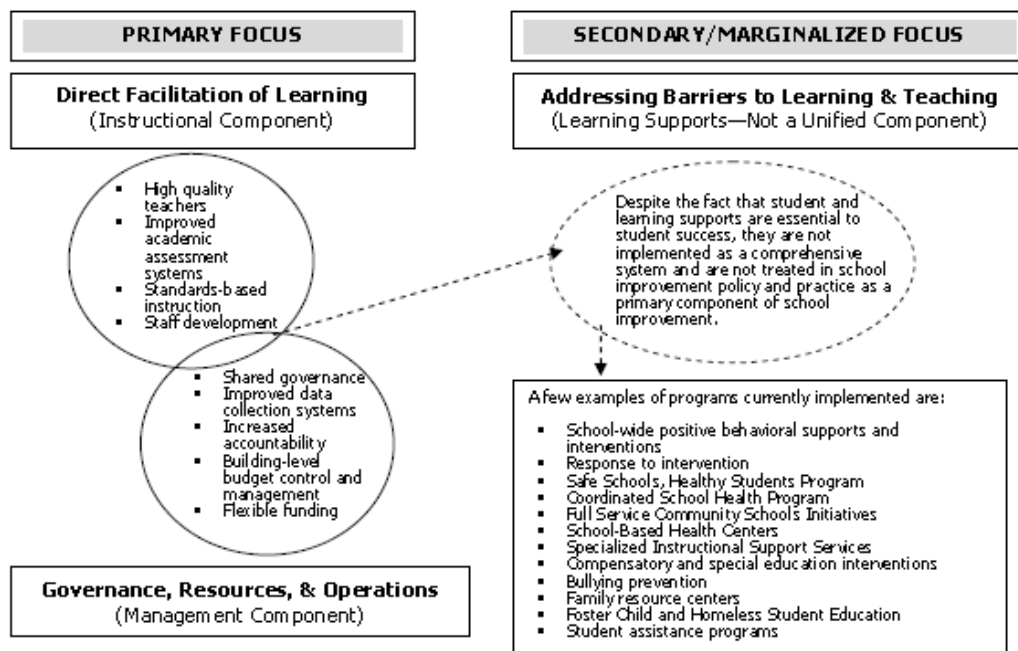 PRIMARY FOCUS
Direct Facilitation of Learning
(Instructional Component)
▪ High quality
teachers
▪ Improved
academic
assessment
systems
▪ Standards-based
instruction
▪ Staff development
▪ Shared governance
▪ Improved data
collection systems
▪ Increased
accountability
▪ Building-level
budget control and
management
▪ Flexible funding
Governance, Resources, & Operations
(Management Component)
SECONDARY/MARGINALIZED FOCUS
Addressing Barriers to Learning & Teaching
(Learning Supports—Not a Unified Component)
Despite the fact that student and
learning supports are essential to
student success, they are not
implemented as a comprehensive
system and are not treated in school
improvement policy and practice as a
primary component of school
improvement.
A few examples of programs currently implemented are:
▪ School-wide positive behavioral supports and
interventions
▪ Response to intervention
▪ Safe Schools, Healthy Students Program
▪ Coordinated School Health Program
▪ Full Service Community Schools Initiatives
▪ School-Based Health Centers
▪ Specialized Instructional Support Services
▪ Compensatory and special education interventions
▪ Bullying prevention
▪ Family resource centers
▪ Foster Child and Homeless Student Education
▪ Student assistance programs